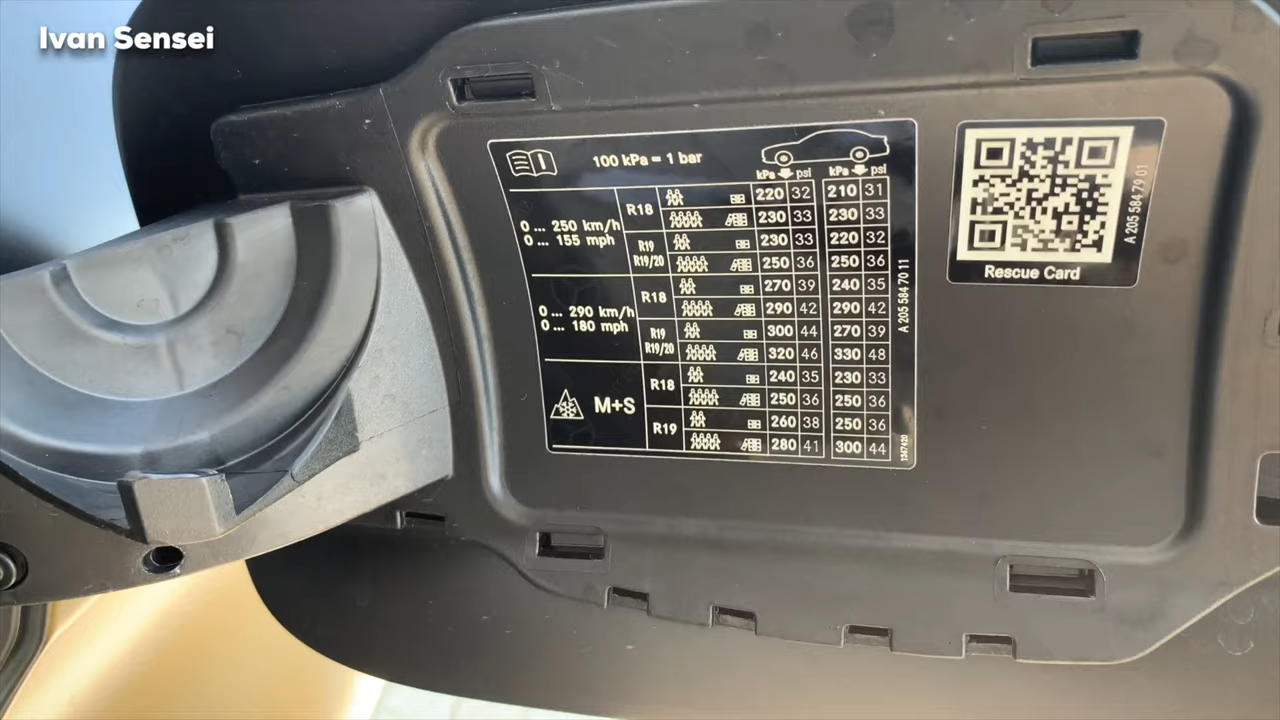 Ivan Sensei
100 kPa = 1 bar
kPa psi kPa psi
0 ... 250 km/h
0 ... 155 mph
R18 220 32 210 31
230 33 230 33
R19
R19/20
230 33 220 32
250 36 250 36
0 ... 290 km/h
0 ... 180 mph
R18 270 39 240 35
290 42 290 42
R19
R19/20
300 44 270 39
320 46 330 48
M+S
R18 240 35 230 33
250 36 250 36
R19 260 38 250 36
280 41 300 44
A 205 584 70 11
1367420
Rescue Card
A 205 584 79 01